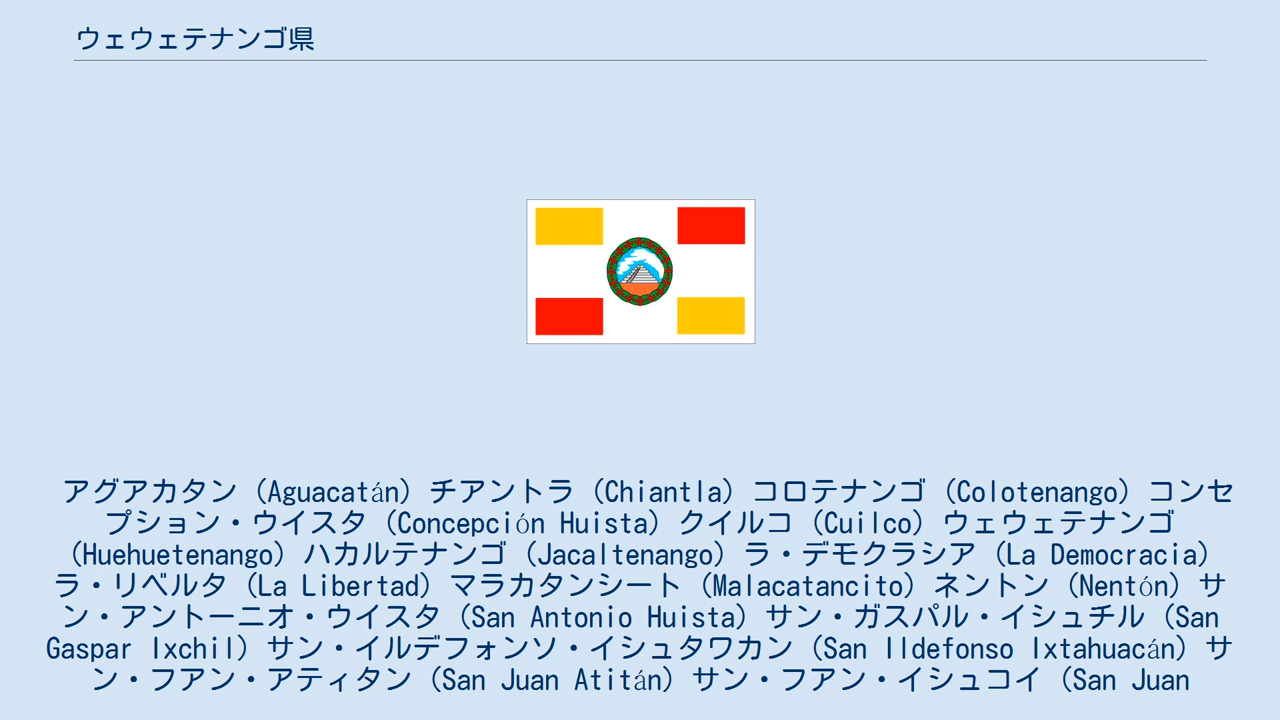 ウェウェテナンゴ県
アグアカタン (Aguacatán) チアントラ (Chiantla) コロテナンゴ (Colotenango) コンセ
プション・ウイスタ (Concepción Huista) クイルコ (Cuilco) ウェウェテナンゴ
(Huehuetenango) ハカルテナンゴ (Jacaltenango) ラ・デモクラシア (La Democracia)
ラ・リベルタ (La Libertad) マラカタンシート (Malacatancito) ネントン (Nentón) サ
ン・アントーニオ・ウイスタ (San Antonio Huista) サン・ガスパル・イシュチル (San
Gaspar Ixchil) サン・イルデフォンソ・イシュタワカン (San Ildefonso Ixtahuacán) サ
ン・フアン・アティタン (San Juan Atitán) サン・フアン・イシュコイ (San Juan